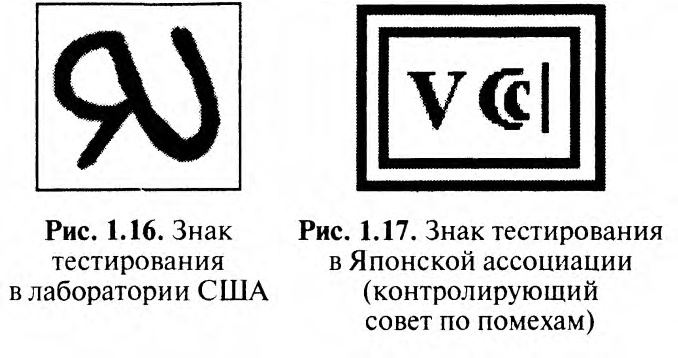 VCCI
Рис. 1.16. Знак
тестирования
в лаборатории США
Рис. 1.17. Знак тестирования
в Японской ассоциации
(контролирующий
совет по помехам)